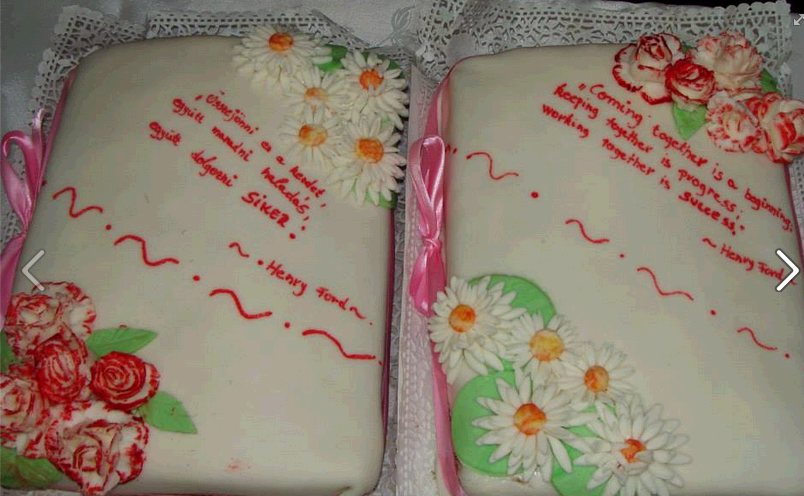 „Összejönni ez a kezdet,
együtt maradni haladás,
együtt dolgozni SIKER."
~. Henry Ford ~.
„Coming together is a beginning;
keeping together is progress;
working together is success;"
~ Henry Ford ~